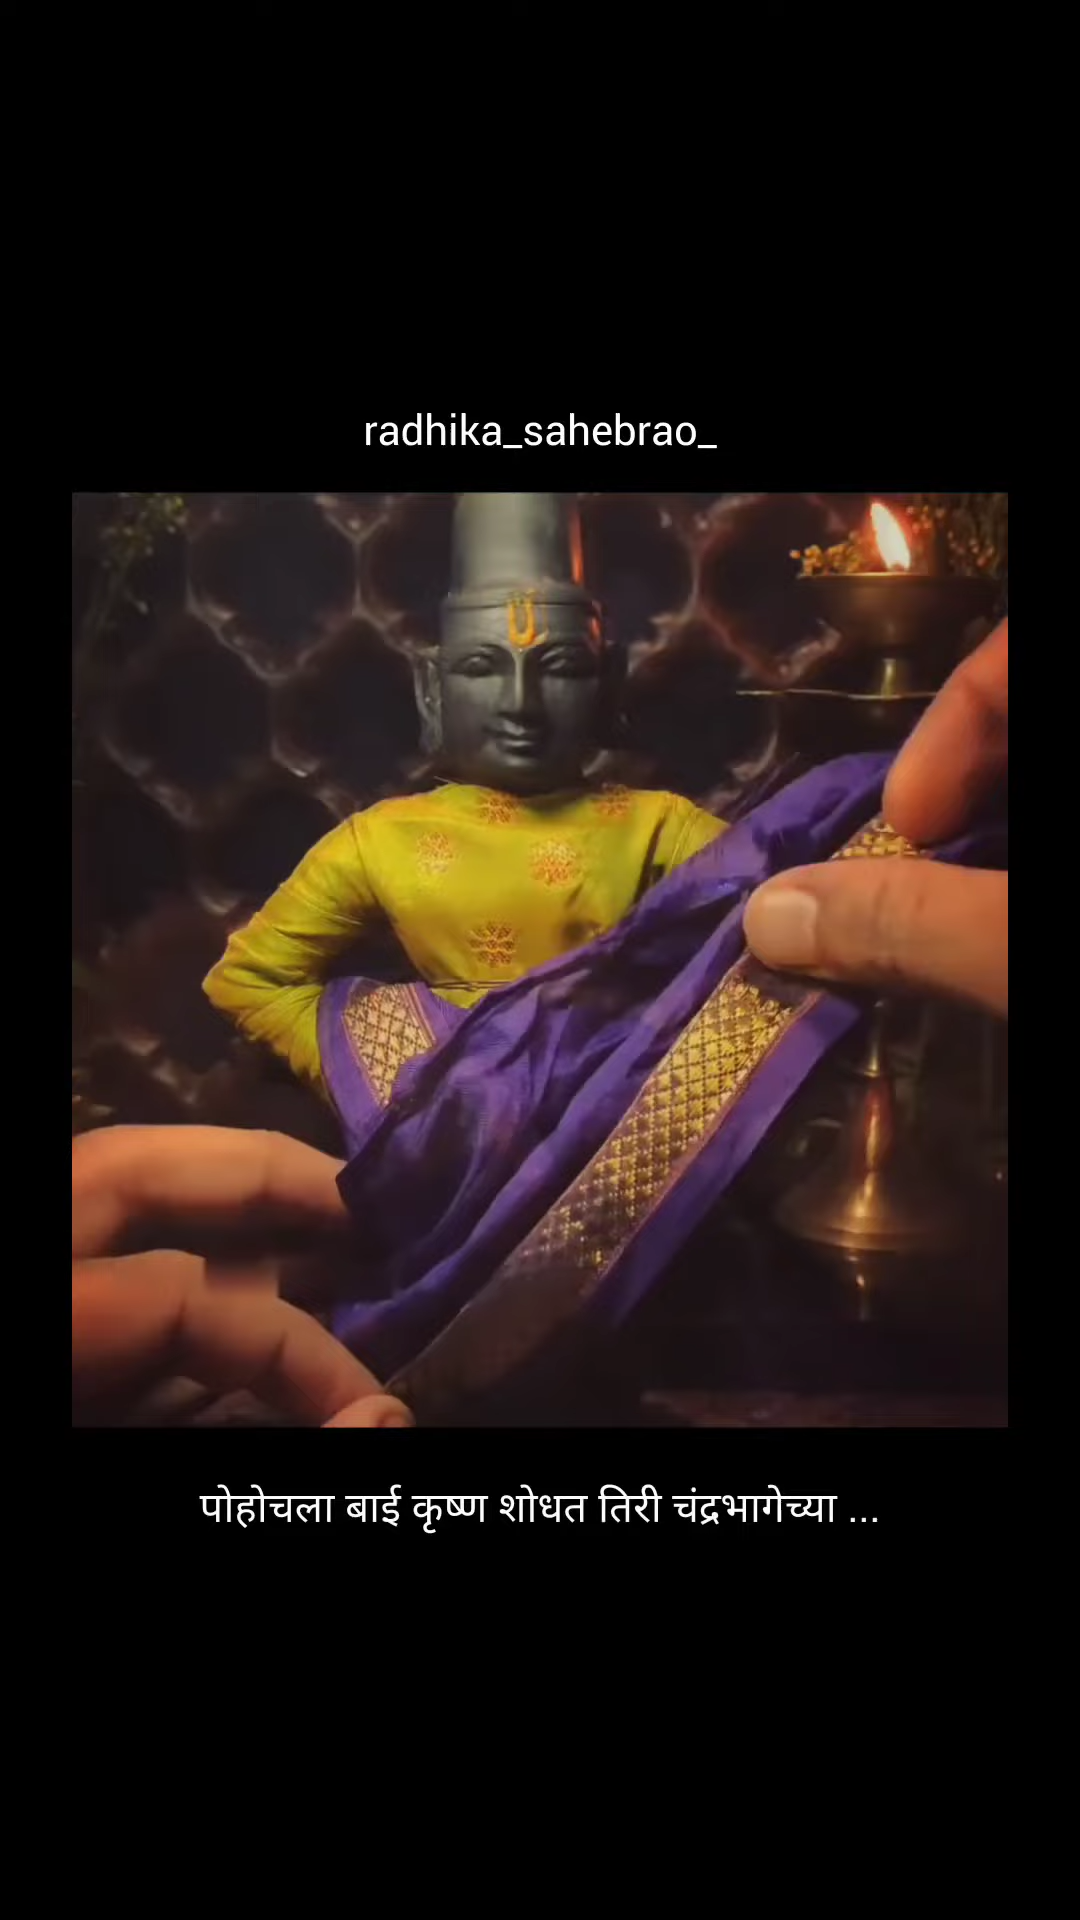 radhika_sahebrao_
पोहोचला बाई कृष्ण शोधत तिरी चंद्रभागेच्या ...